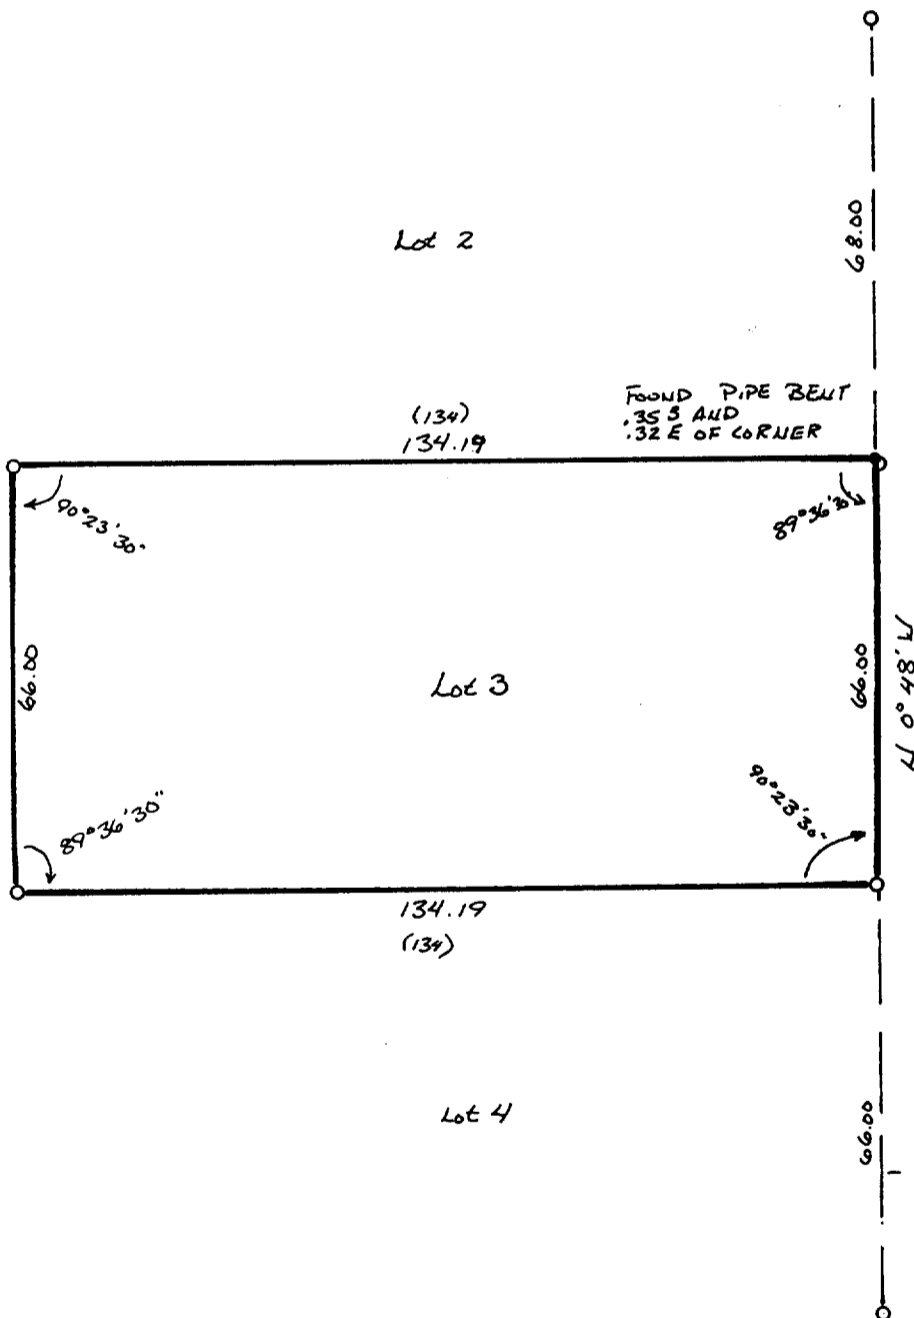 68.00
Lot 2
FOUND PIPE BENT
.35 S AND
.32 E OF CORNER
(134)
134.19
90°23'30"
89°36'30"
66.00
Lot 3
66.00
89°36'30"
90°23'30"
134.19
(134)
Lot 4
66.00